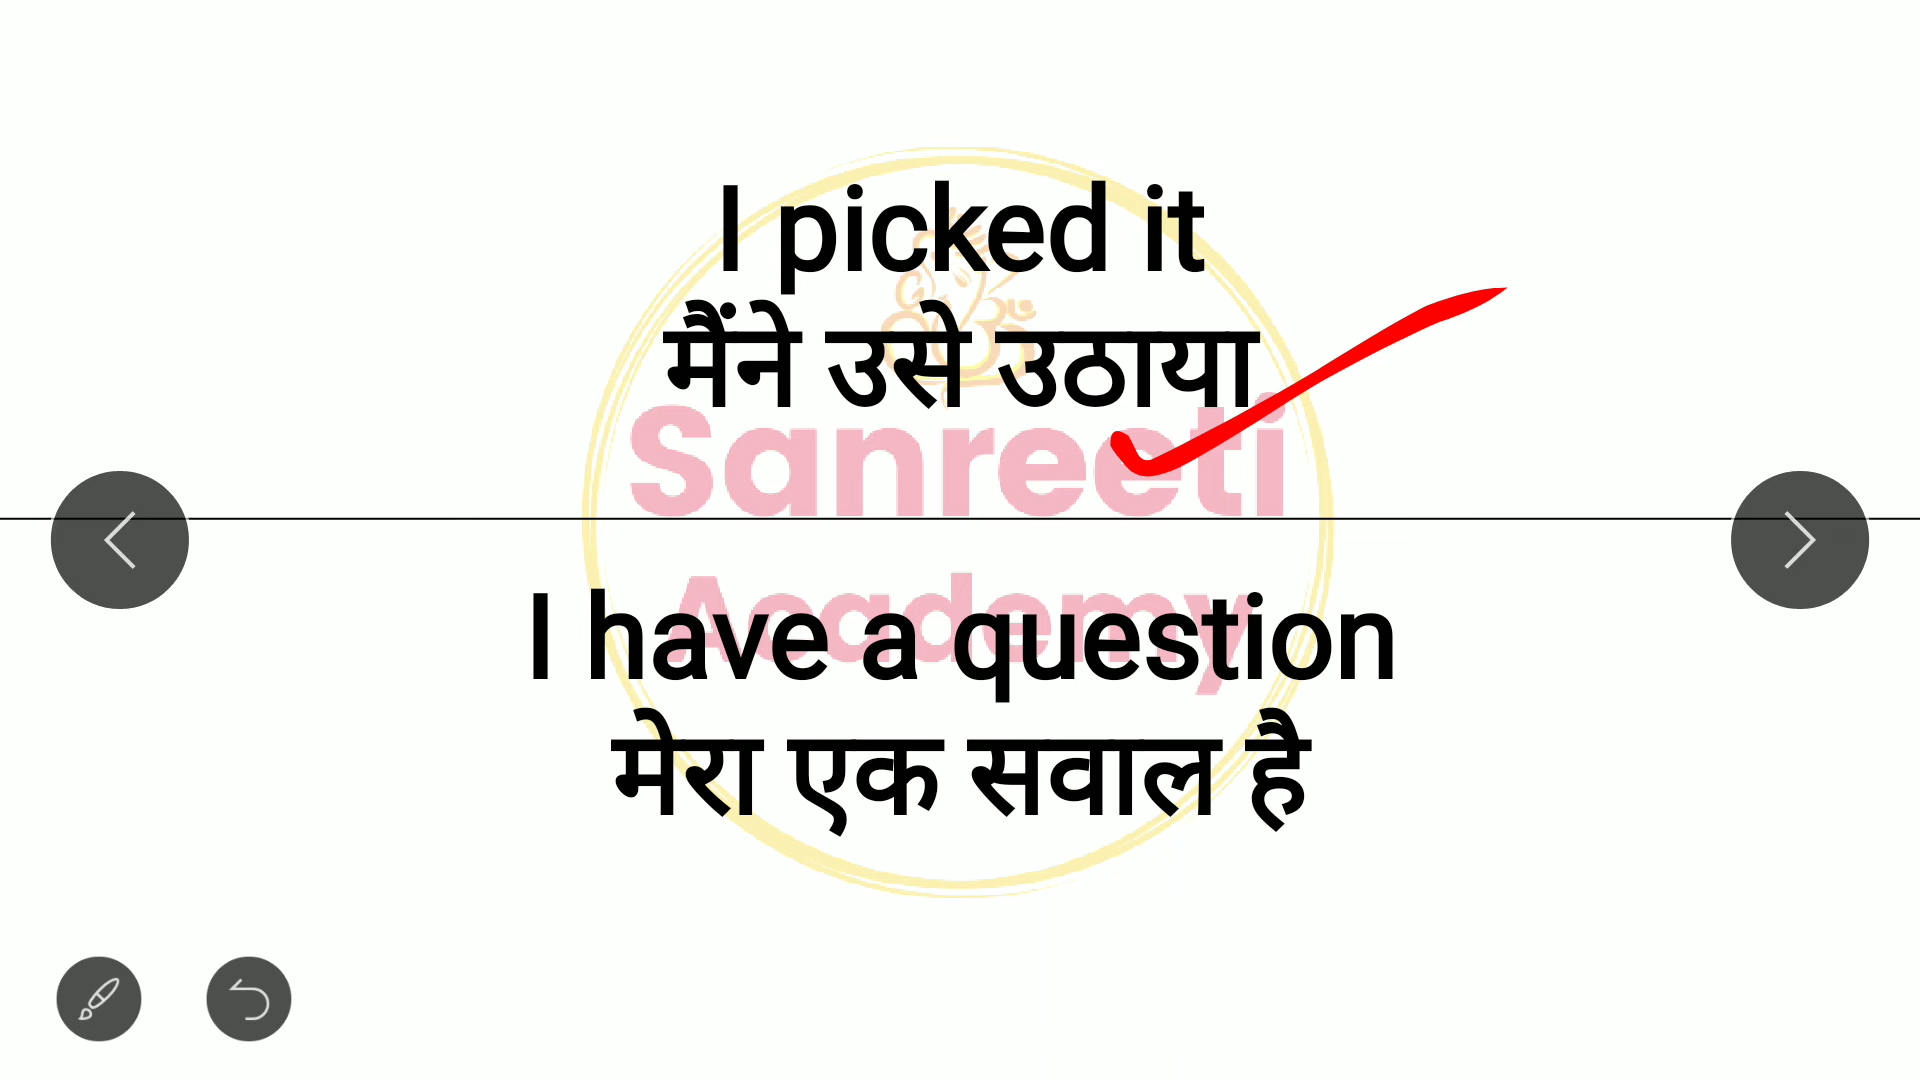 I picked it
मैंने उसे उठाया
Sanreeti
Academy
I have a question
मेरा एक सवाल है